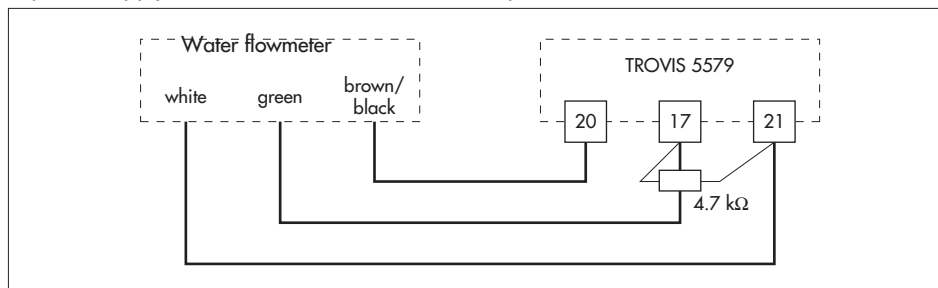 Water flowmeter
TROVIS 5579
white
green
brown/
black
20
17
21
4.7 kΩ